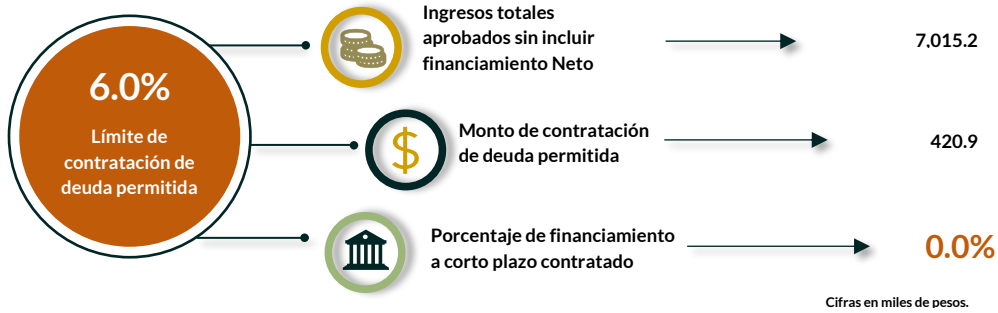 6.0%
Límite de
contratación de
deuda permitida
Ingresos totales
aprobados sin incluir
financiamiento Neto
7,015.2
$
Monto de contratación
de deuda permitida
420.9
Porcentaje de financiamiento
a corto plazo contratado
0.0%
Cifras en miles de pesos.